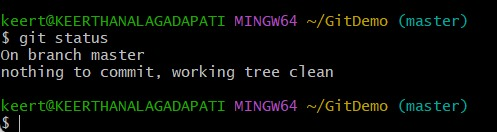 keert@KEERTHANALAGADAPATI MINGW64 ~/GitDemo (master)
$ git status
On branch master
nothing to commit, working tree clean
keert@KEERTHANALAGADAPATI MINGW64 ~/GitDemo (master)
$